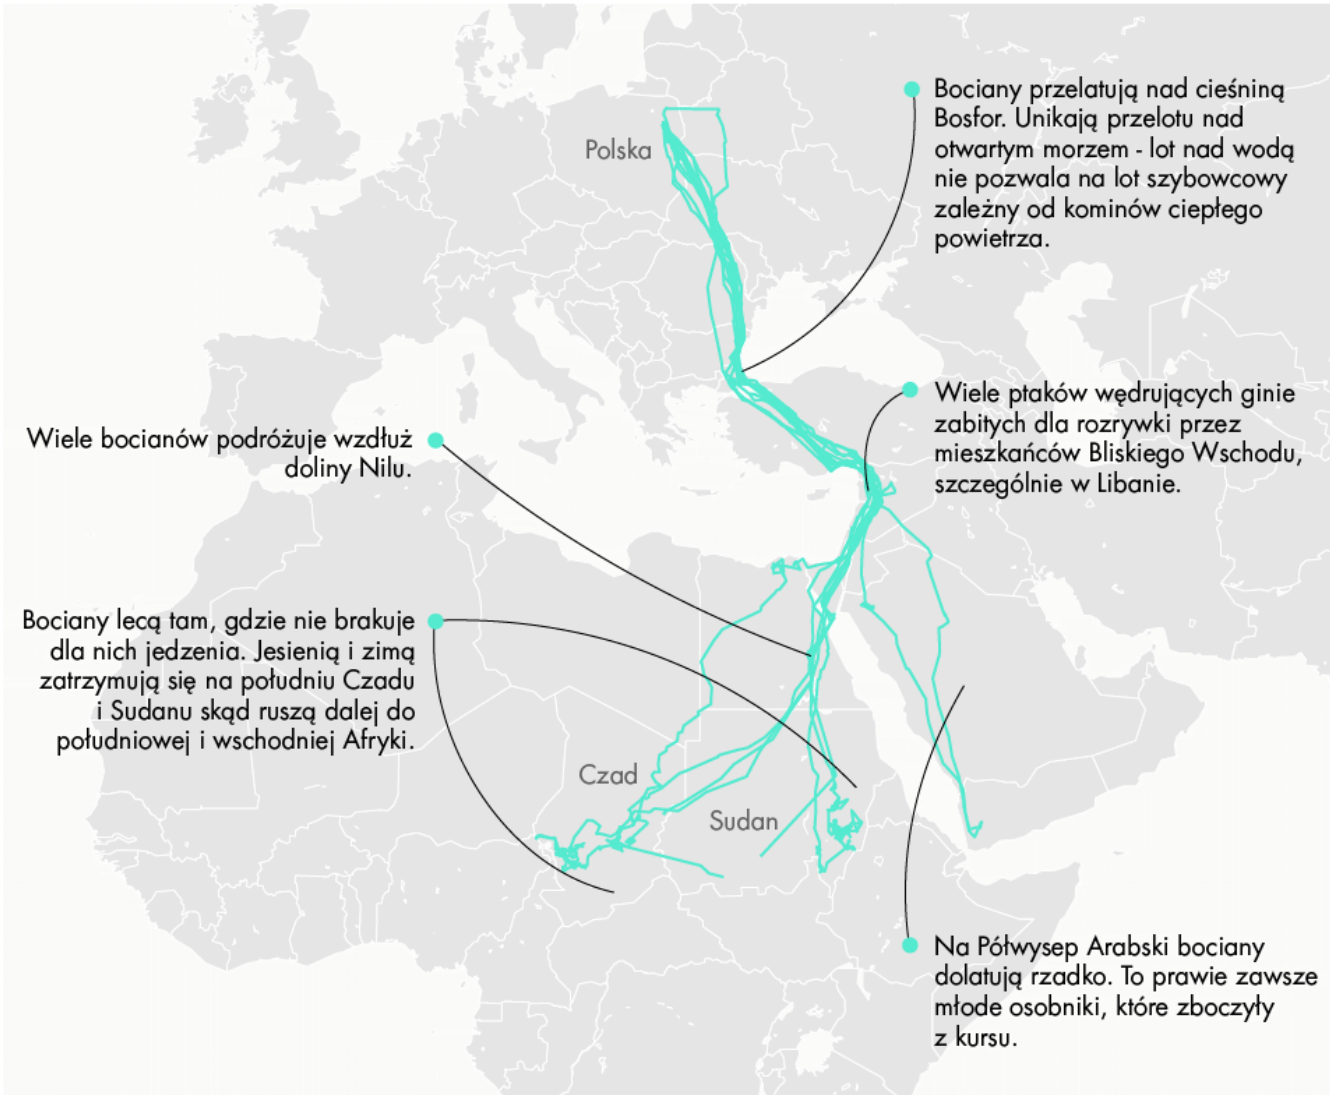 Polska
Bociany przelatują nad cieśniną
Bosfor. Unikają przelotu nad
otwartym morzem - lot nad wodą
nie pozwala na lot szybowcowy
zależny od kominów ciepłego
powietrza.
Wiele ptaków wędrujących ginie
zabitych dla rozrywki przez
mieszkańców Bliskiego Wschodu,
szczególnie w Libanie.
Wiele bocianów podróżuje wzdłuż
doliny Nilu.
Bociany lecą tam, gdzie nie brakuje
dla nich jedzenia. Jesienią i zimą
zatrzymują się na południu Czadu
i Sudanu skąd ruszą dalej do
południowej i wschodniej Afryki.
Czad
Sudan
Na Półwysep Arabski bociany
dolatują rzadko. To prawie zawsze
młode osobniki, które zboczyły
z kursu.